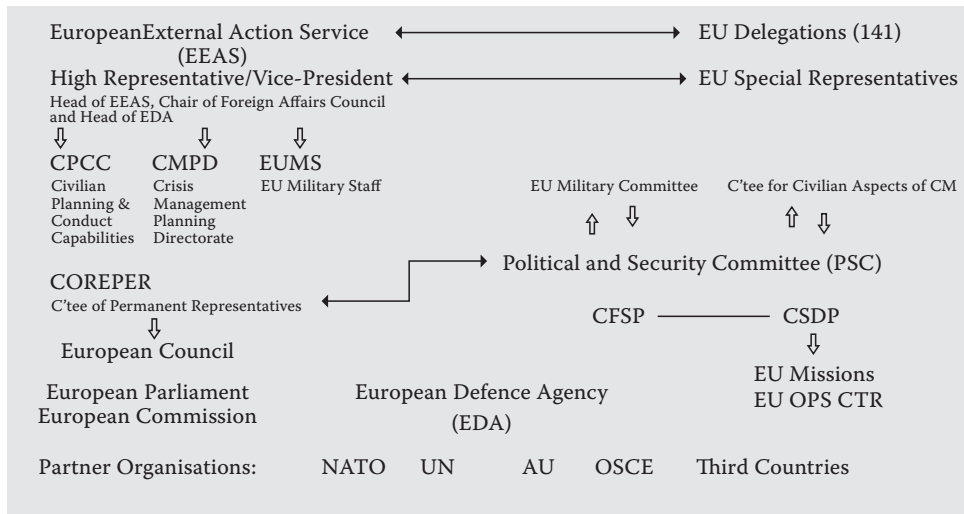 EuropeanExternal Action Service
(EEAS)
EU Delegations (141)
High Representative/Vice-President
EU Special Representatives
Head of EEAS, Chair of Foreign Affairs Council
and Head of EDA
CPCC
Civilian
Planning &
Conduct
Capabilities
CMPD
Crisis
Management
Planning
Directorate
EUMS
EU Military Staff
EU Military Committee
C'tee for Civilian Aspects of CM
Political and Security Committee (PSC)
COREPER
C'tee of Permanent Representatives
CFSP
CSDP
European Council
EU Missions
EU OPS CTR
European Parliament
European Commission
European Defence Agency
(EDA)
Partner Organisations: NATO UN AU OSCE Third Countries